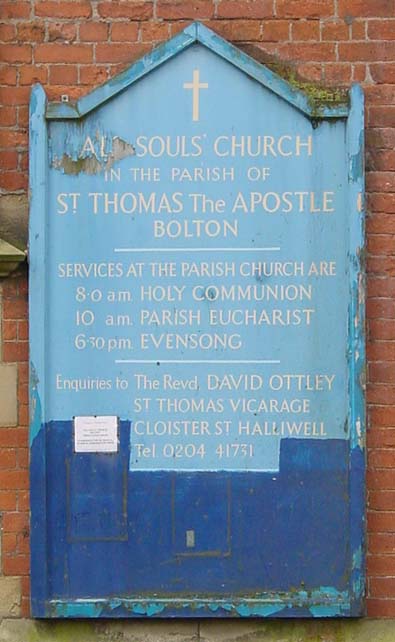 ALL SOULS' CHURCH
IN THE PARISH OF
ST. THOMAS The APOSTLE
BOLTON
SERVICES AT THE PARISH CHURCH ARE
8·0 a.m. HOLY COMMUNION
10 a.m. PARISH EUCHARIST
6·30 p.m. EVENSONG
Enquiries to The Revd. DAVID OTTLEY
ST THOMAS VICARAGE
CLOISTER ST HALLIWELL
Tel. 0204 41731